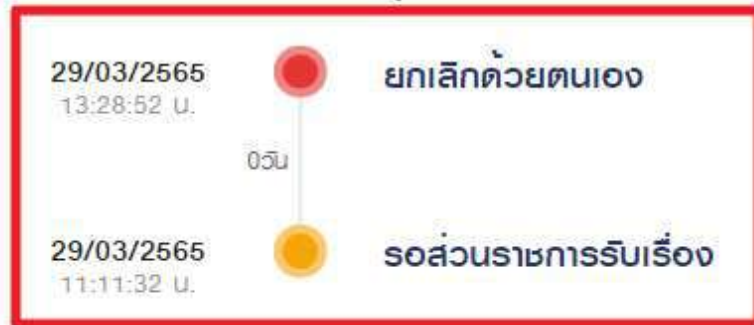 29/03/2565 ยกเลิกด้วยตนเอง
13:28:52 น.
0วัน
29/03/2565 รอส่วนราชการรับเรื่อง
11:11:32 น.